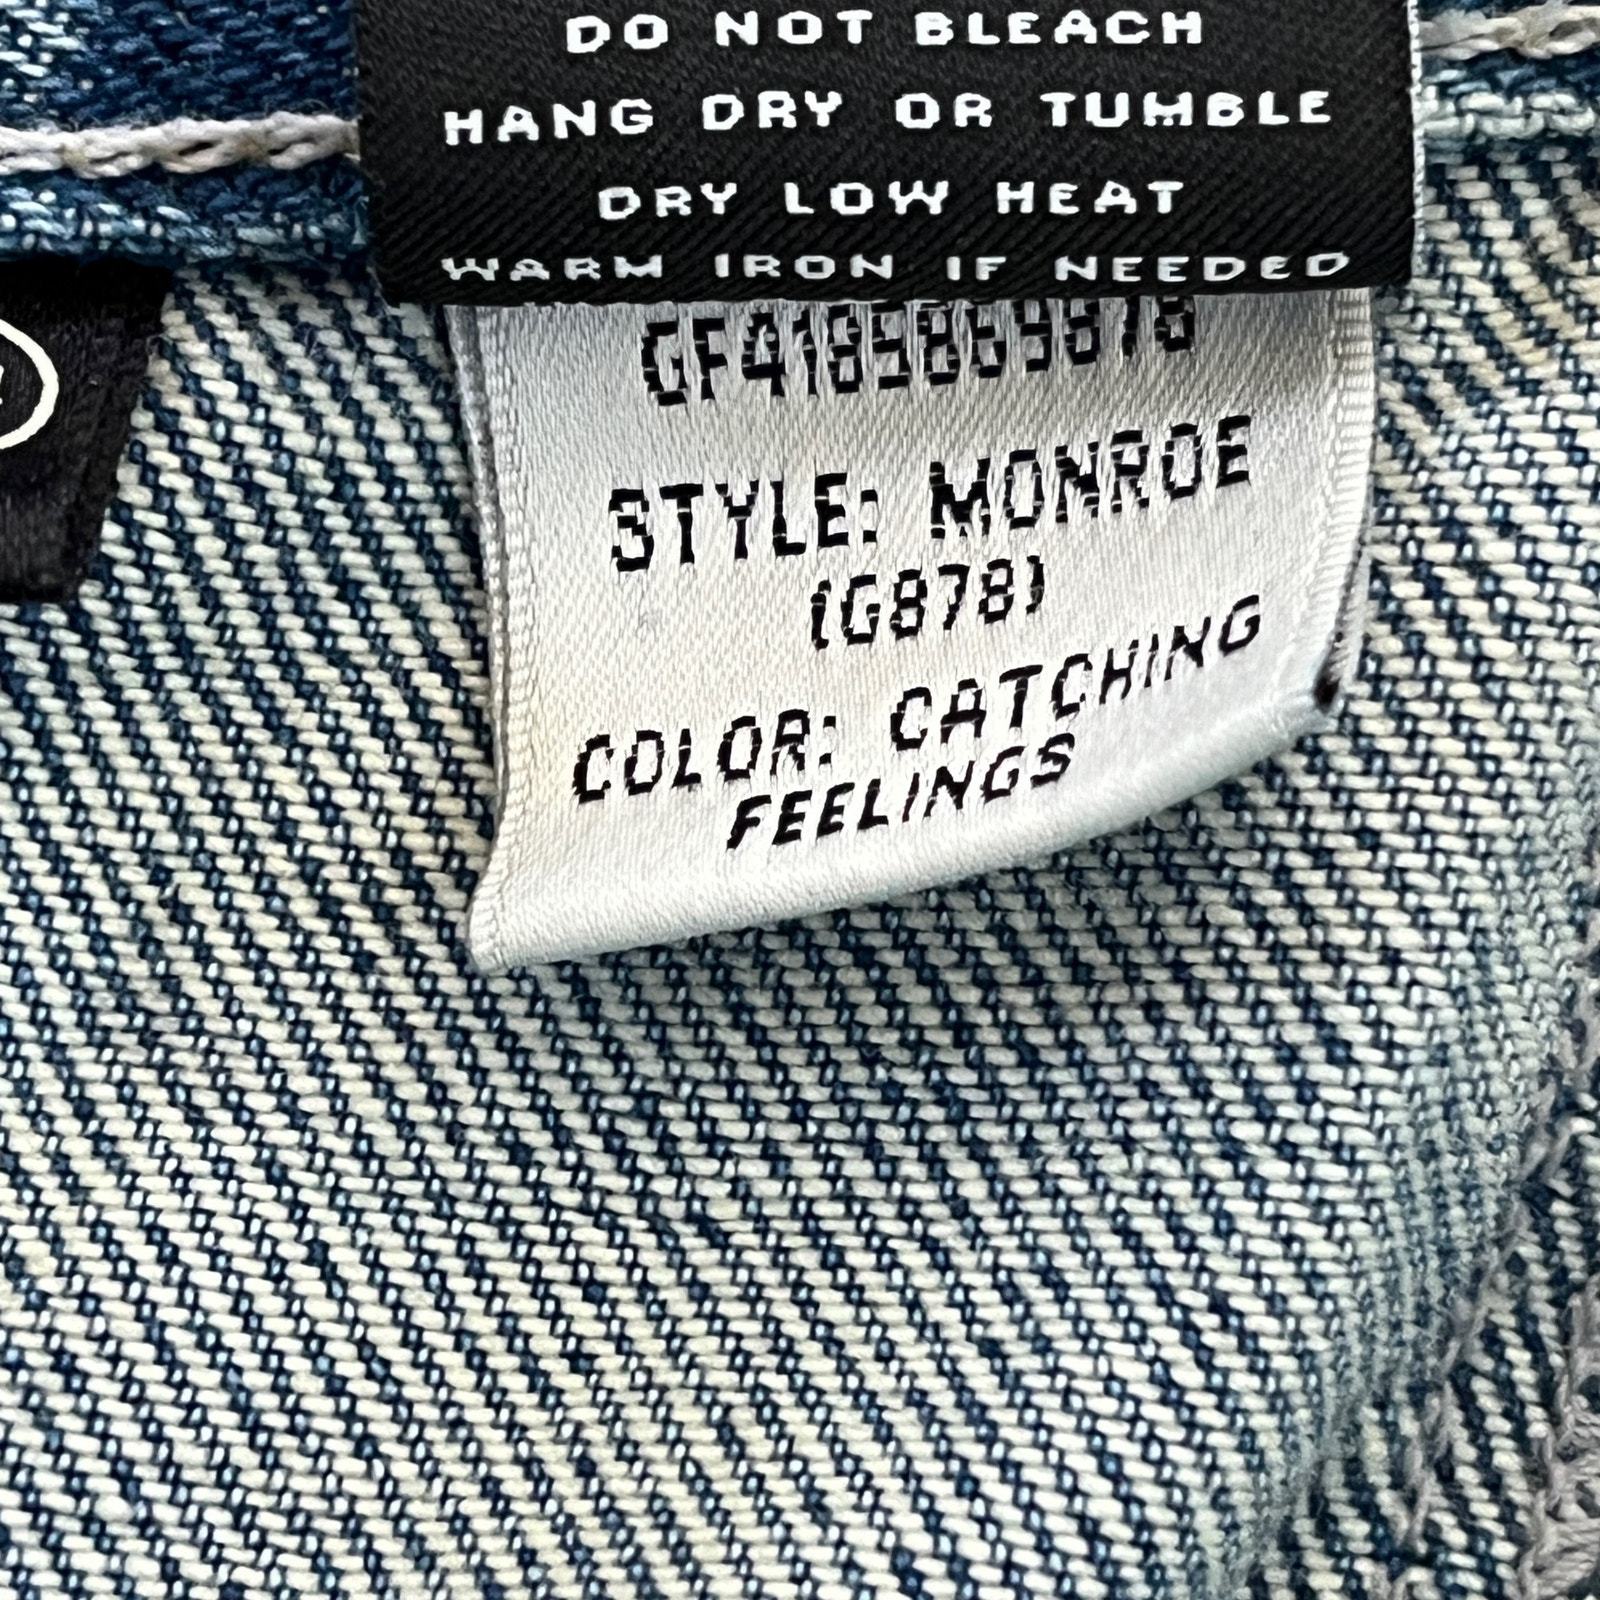 DO NOT BLEACH
HANG DRY OR TUMBLE
DRY LOW HEAT
WARM IRON IF NEEDED
STYLE: MONROE
(G878)
COLOR: CATCHING
FEELINGS